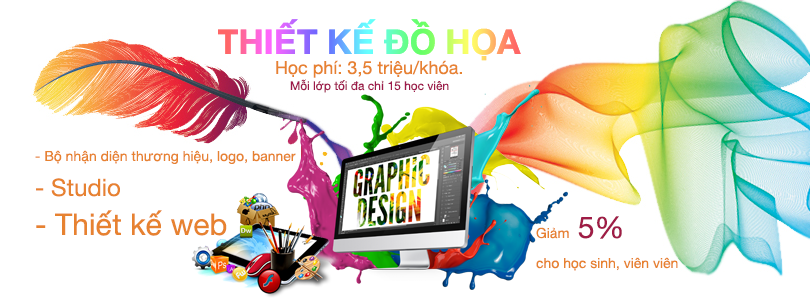 THIẾT KẾ ĐỒ HỌA
Học phí: 3,5 triệu/khóa.
Mỗi lớp tối đa chỉ 15 học viên
- Bộ nhận diện thương hiệu, logo, banner
- Studio
- Thiết kế web
GRAPHIC
DESIGN
Dw
Ps
Giảm 5%
cho học sinh, viên viên